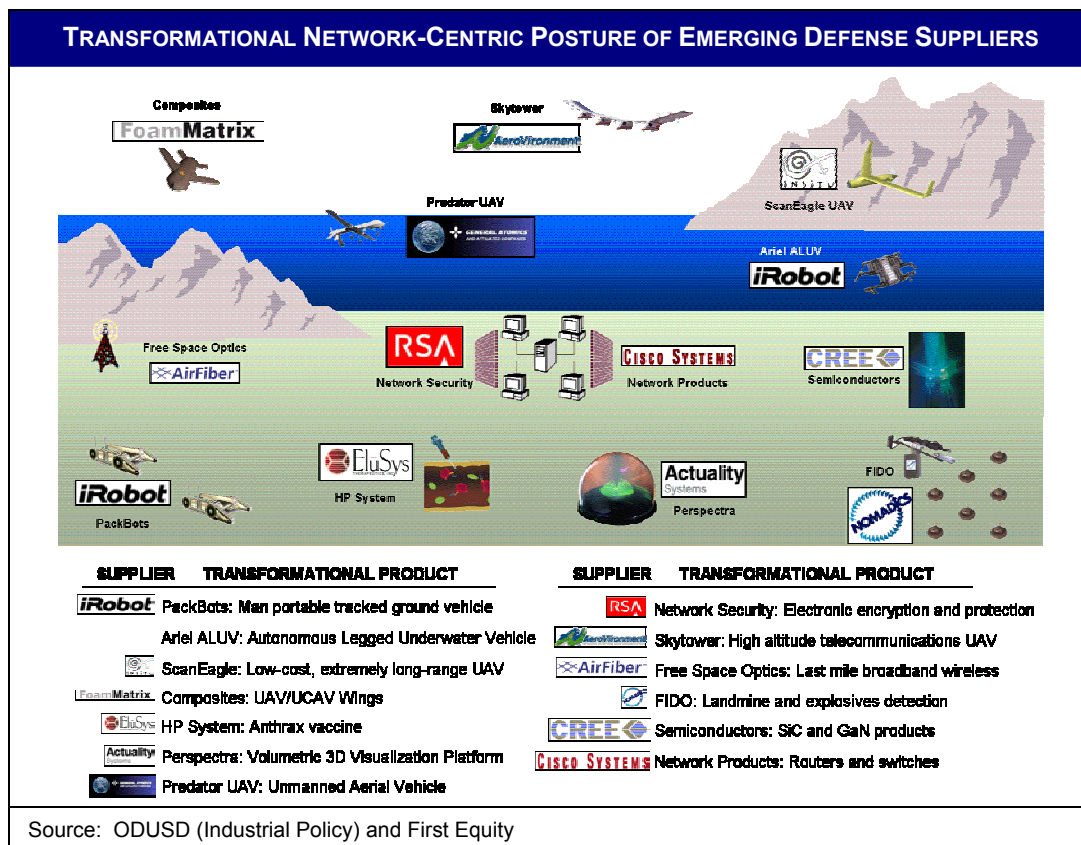 TRANSFORMATIONAL NETWORK-CENTRIC POSTURE OF EMERGING DEFENSE SUPPLIERS
Composites
FoamMatrix
Skytower
AeroVironment
INSITU
ScanEagle UAV
Predator UAV
GENERAL ATOMICS
AND AFFILIATED COMPANIES
Ariel ALUV
iRobot
Free Space Optics
AirFiber
RSA
Network Security
CISCO SYSTEMS
Network Products
CREE
Semiconductors
iRobot
PackBots
EluSys
HP System
Actuality
Systems
Perspectra
FIDO
NOMADICS
SUPPLIER TRANSFORMATIONAL PRODUCT
iRobot PackBots: Man portable tracked ground vehicle
Ariel ALUV: Autonomous Legged Underwater Vehicle
ScanEagle: Low-cost, extremely long-range UAV
FoamMatrix Composites: UAV/UCAV Wings
EluSys HP System: Anthrax vaccine
Actuality Systems Perspectra: Volumetric 3D Visualization Platform
Predator UAV: Unmanned Aerial Vehicle
SUPPLIER TRANSFORMATIONAL PRODUCT
RSA Network Security: Electronic encryption and protection
AeroVironment Skytower: High altitude telecommunications UAV
AirFiber Free Space Optics: Last mile broadband wireless
FIDO: Landmine and explosives detection
CREE Semiconductors: SiC and GaN products
CISCO SYSTEMS Network Products: Routers and switches
Source: ODUSD (Industrial Policy) and First Equity